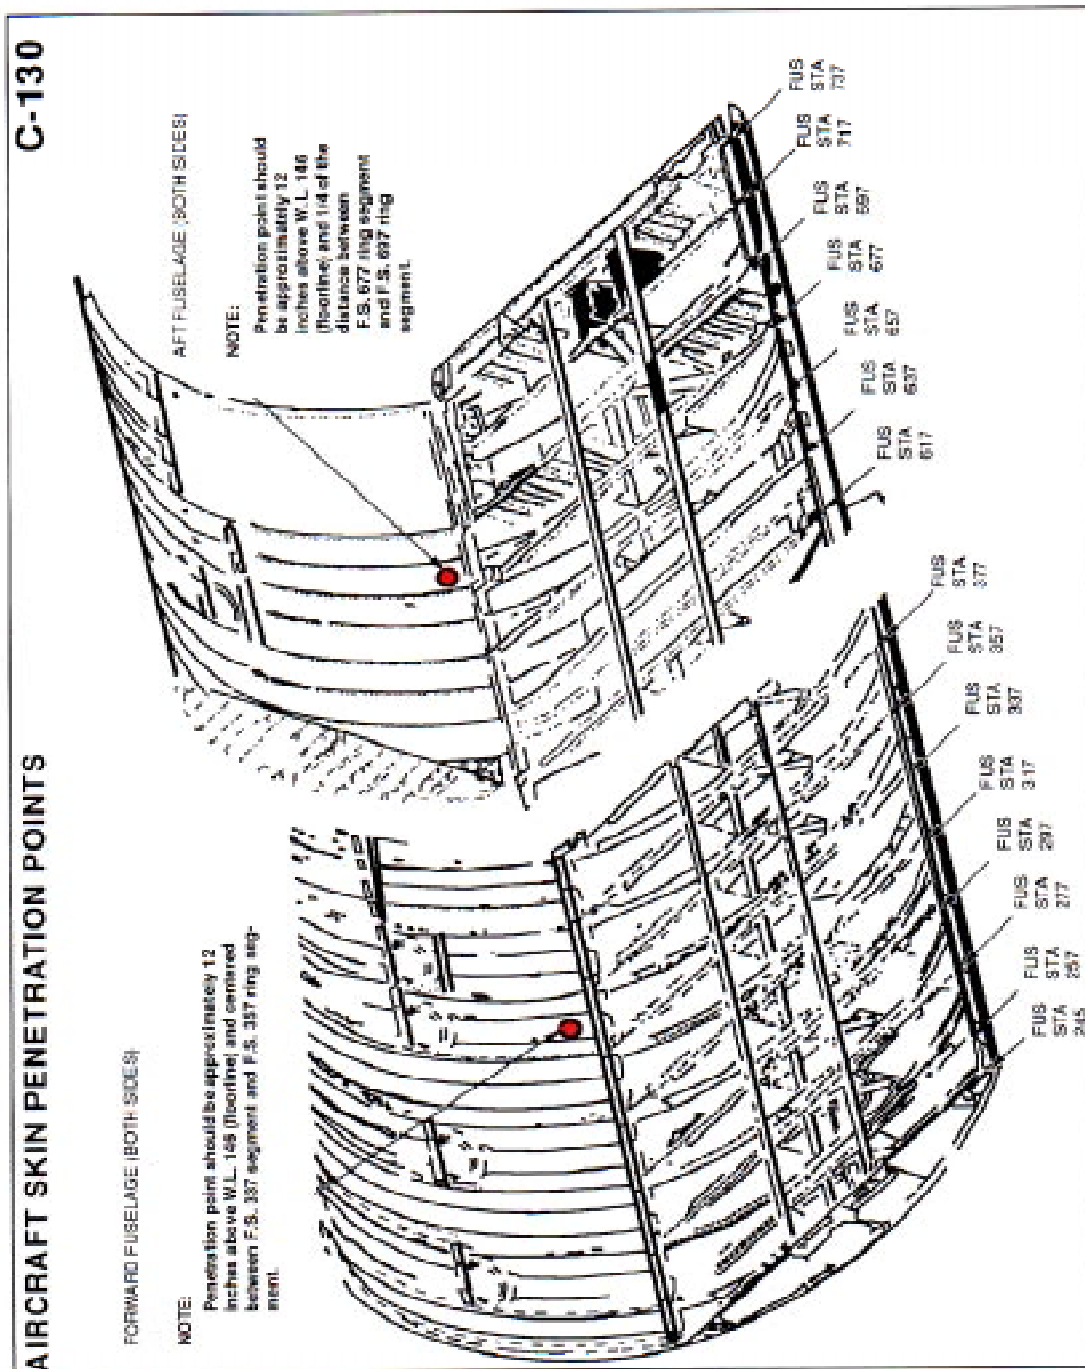 AIRCRAFT SKIN PENETRATION POINTS
C-130
FORWARD FUSELAGE (BOTH SIDES)
NOTE:
Penetration point should be approximately 12
inches above W.L. 146 (floorline) and centered
between F.S. 337 segment and F.S. 357 ring seg-
ment.
AFT FUSELAGE (BOTH SIDES)
NOTE:
Penetration point should
be approximately 12
inches above W.L. 146
(floorline) and 1/4 of the
distance between
F.S. 677 ring segment
and F.S. 697 ring
segment.
FUS
STA
245
FUS
STA
257
FUS
STA
277
FUS
STA
297
FUS
STA
317
FUS
STA
337
FUS
STA
357
FUS
STA
377
FUS
STA
617
FUS
STA
637
FUS
STA
657
FUS
STA
677
FUS
STA
697
FUS
STA
717
FUS
STA
737